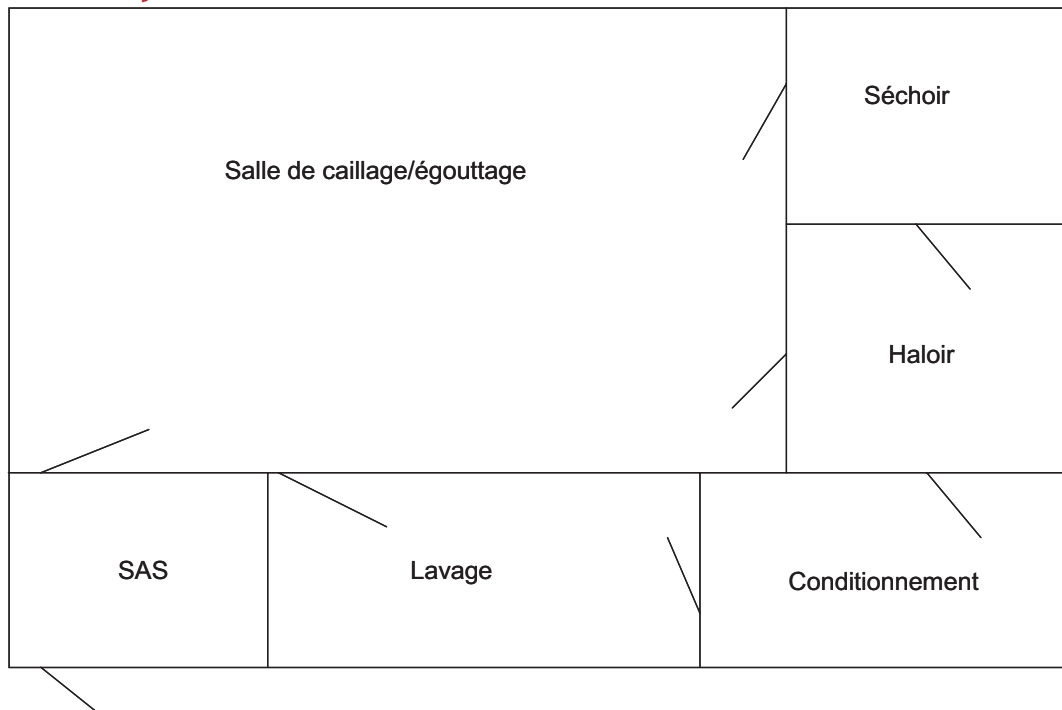 Séchoir
Salle de caillage/égouttage
Haloir
SAS
Lavage
Conditionnement